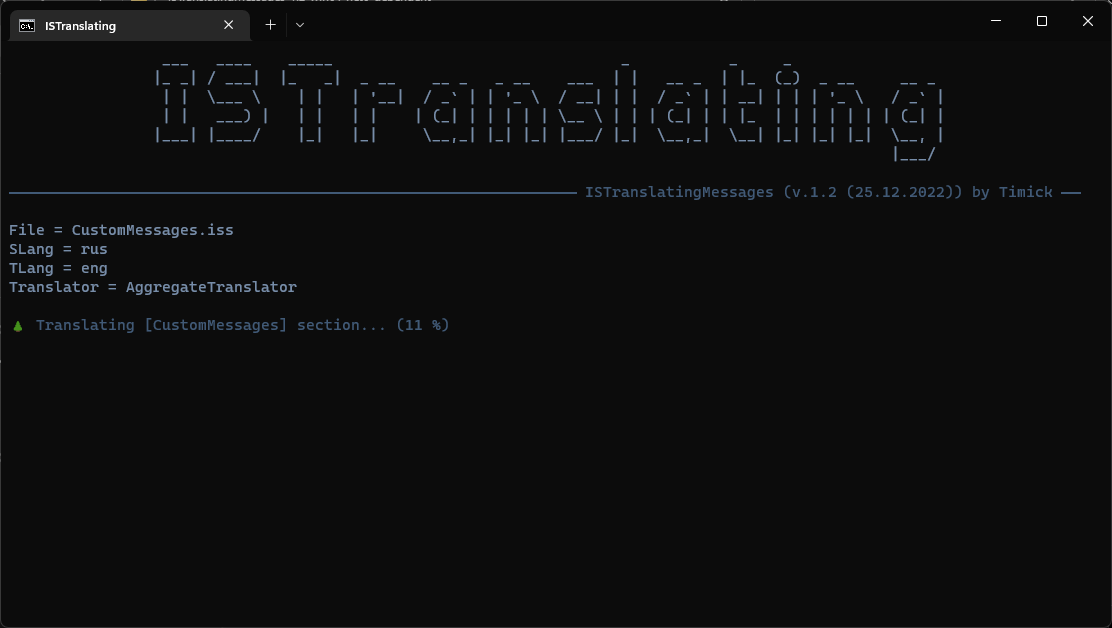 ISTranslating
ISTranslating
ISTranslatingMessages (v.1.2 (25.12.2022)) by Timick
File = CustomMessages.iss
SLang = rus
TLang = eng
Translator = AggregateTranslator
Translating [CustomMessages] section... (11 %)